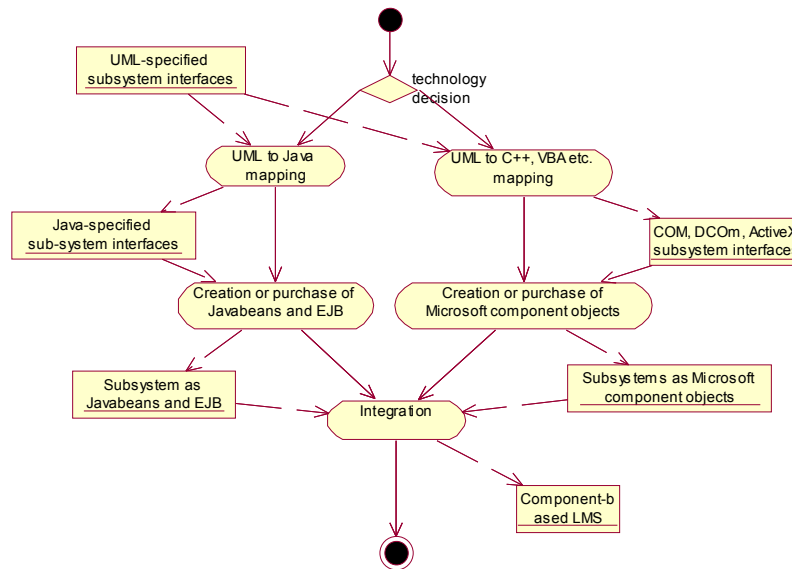 UML-specified
subsystem interfaces
technology
decision
UML to Java
mapping
UML to C++, VBA etc.
mapping
Java-specified
sub-system interfaces
COM, DCOm, ActiveX
subsystem interfaces
Creation or purchase of
Javabeans and EJB
Creation or purchase of
Microsoft component objects
Subsystem as
Javabeans and EJB
Subsystems as Microsoft
component objects
Integration
Component-b
ased LMS